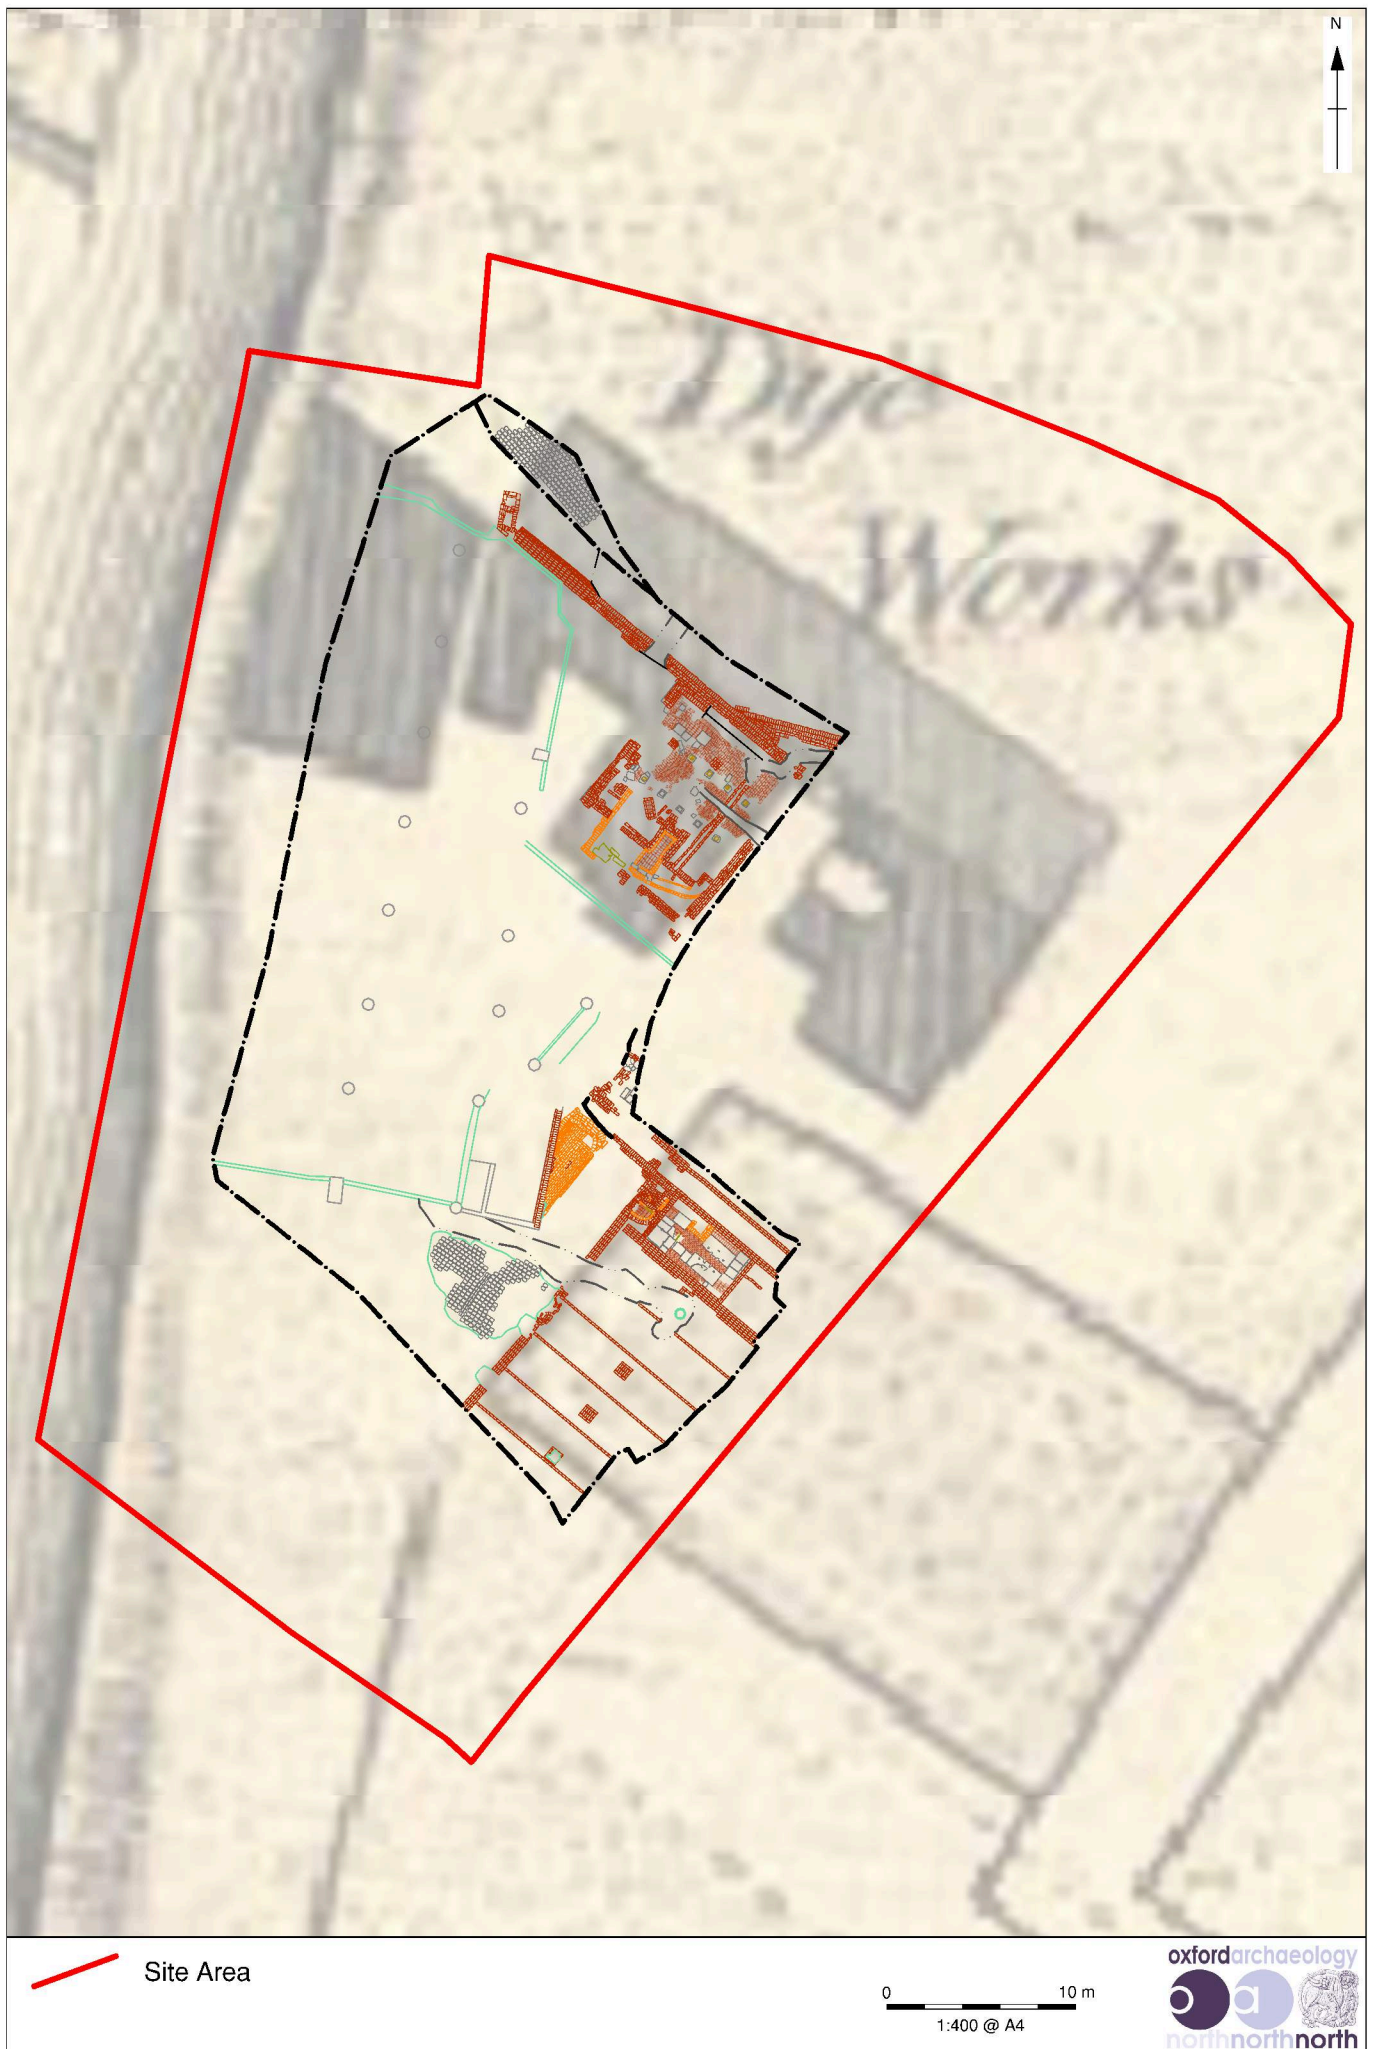 N
Dye
Works
Site Area
0 10 m
1:400 @ A4
oxfordarchaeology
o a
northnorthnorth